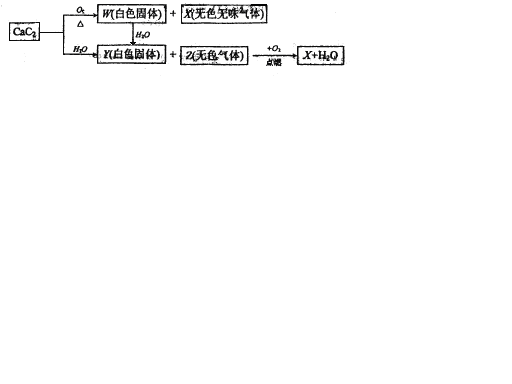 O₂
W(白色固体) + X(无色无味气体)
△
CaC₂
H₂O
H₂O
Y(白色固体) + Z(无色气体)
+O₂
点燃
X+H₂O